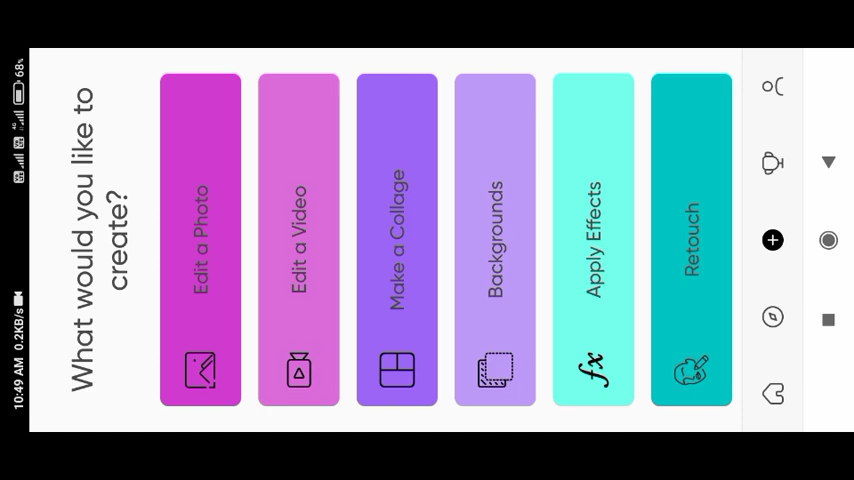 10:49 AM 0.2KB/s
4G
68%
What would you like to
create?
Edit a Photo
Edit a Video
Make a Collage
Backgrounds
fx
Apply Effects
Retouch